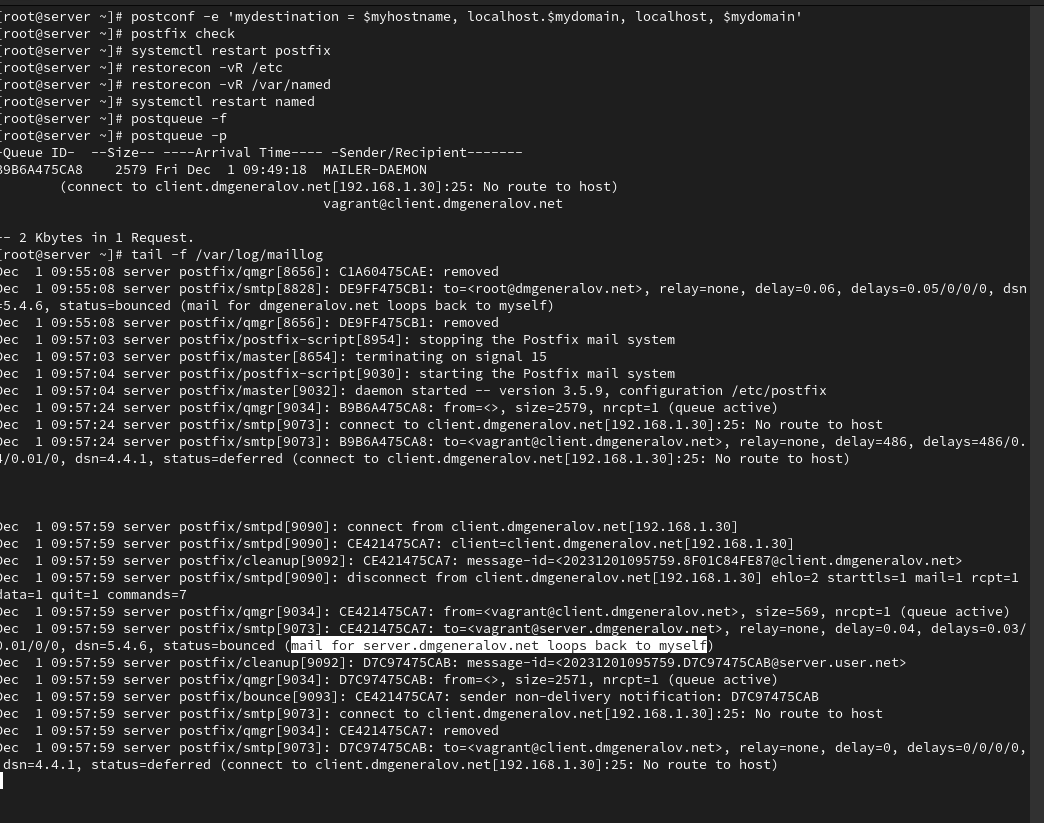 [root@server ~]# postconf -e 'mydestination = $myhostname, localhost.$mydomain, localhost, $mydomain'
[root@server ~]# postfix check
[root@server ~]# systemctl restart postfix
[root@server ~]# restorecon -vR /etc
[root@server ~]# restorecon -vR /var/named
[root@server ~]# systemctl restart named
[root@server ~]# postqueue -f
[root@server ~]# postqueue -p
-Queue ID-  --Size-- ----Arrival Time---- -Sender/Recipient-------
B9B6A475CA8    2579 Fri Dec  1 09:49:18  MAILER-DAEMON
(connect to client.dmgeneralov.net[192.168.1.30]:25: No route to host)
vagrant@client.dmgeneralov.net
-- 2 Kbytes in 1 Request.
[root@server ~]# tail -f /var/log/maillog
Dec  1 09:55:08 server postfix/qmgr[8656]: C1A60475CAE: removed
Dec  1 09:55:08 server postfix/smtp[8828]: DE9FF475CB1: to=<root@dmgeneralov.net>, relay=none, delay=0.06, delays=0.05/0/0/0, dsn
=5.4.6, status=bounced (mail for dmgeneralov.net loops back to myself)
Dec  1 09:55:08 server postfix/qmgr[8656]: DE9FF475CB1: removed
Dec  1 09:57:03 server postfix/postfix-script[8954]: stopping the Postfix mail system
Dec  1 09:57:03 server postfix/master[8654]: terminating on signal 15
Dec  1 09:57:04 server postfix/postfix-script[9030]: starting the Postfix mail system
Dec  1 09:57:04 server postfix/master[9032]: daemon started -- version 3.5.9, configuration /etc/postfix
Dec  1 09:57:24 server postfix/qmgr[9034]: B9B6A475CA8: from=<>, size=2579, nrcpt=1 (queue active)
Dec  1 09:57:24 server postfix/smtp[9073]: connect to client.dmgeneralov.net[192.168.1.30]:25: No route to host
Dec  1 09:57:24 server postfix/smtp[9073]: B9B6A475CA8: to=<vagrant@client.dmgeneralov.net>, relay=none, delay=486, delays=486/0.
4/0.01/0, dsn=4.4.1, status=deferred (connect to client.dmgeneralov.net[192.168.1.30]:25: No route to host)
Dec  1 09:57:59 server postfix/smtpd[9090]: connect from client.dmgeneralov.net[192.168.1.30]
Dec  1 09:57:59 server postfix/smtpd[9090]: CE421475CA7: client=client.dmgeneralov.net[192.168.1.30]
Dec  1 09:57:59 server postfix/cleanup[9092]: CE421475CA7: message-id=<20231201095759.8F01C84FE87@client.dmgeneralov.net>
Dec  1 09:57:59 server postfix/smtpd[9090]: disconnect from client.dmgeneralov.net[192.168.1.30] ehlo=2 starttls=1 mail=1 rcpt=1
data=1 quit=1 commands=7
Dec  1 09:57:59 server postfix/qmgr[9034]: CE421475CA7: from=<vagrant@client.dmgeneralov.net>, size=569, nrcpt=1 (queue active)
Dec  1 09:57:59 server postfix/smtp[9073]: CE421475CA7: to=<vagrant@server.dmgeneralov.net>, relay=none, delay=0.04, delays=0.03/
0.01/0/0, dsn=5.4.6, status=bounced (mail for server.dmgeneralov.net loops back to myself)
Dec  1 09:57:59 server postfix/cleanup[9092]: D7C97475CAB: message-id=<20231201095759.D7C97475CAB@server.user.net>
Dec  1 09:57:59 server postfix/qmgr[9034]: D7C97475CAB: from=<>, size=2571, nrcpt=1 (queue active)
Dec  1 09:57:59 server postfix/bounce[9093]: CE421475CA7: sender non-delivery notification: D7C97475CAB
Dec  1 09:57:59 server postfix/smtp[9073]: connect to client.dmgeneralov.net[192.168.1.30]:25: No route to host
Dec  1 09:57:59 server postfix/qmgr[9034]: CE421475CA7: removed
Dec  1 09:57:59 server postfix/smtp[9073]: D7C97475CAB: to=<vagrant@client.dmgeneralov.net>, relay=none, delay=0, delays=0/0/0/0,
dsn=4.4.1, status=deferred (connect to client.dmgeneralov.net[192.168.1.30]:25: No route to host)